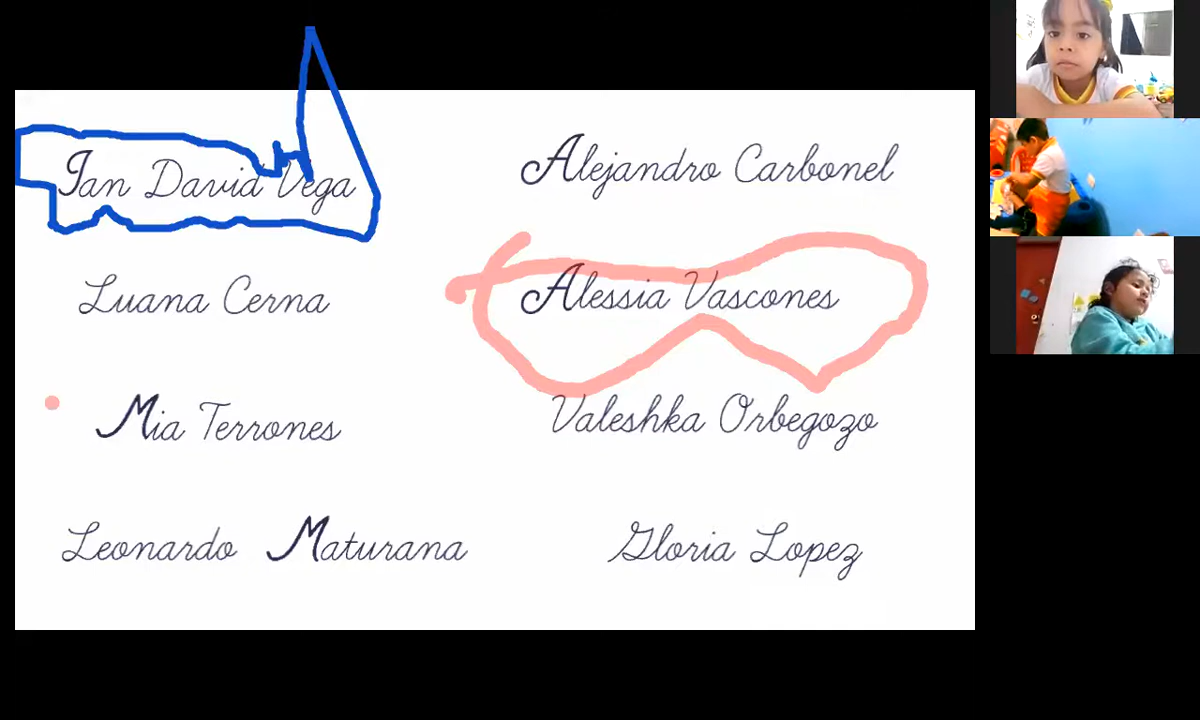 Ian David Vega
Alejandro Carbonel
Luana Cerna
Alessia Vascones
Mia Terrones
Valeshka Orbegozo
Leonardo Maturana
Gloria Lopez